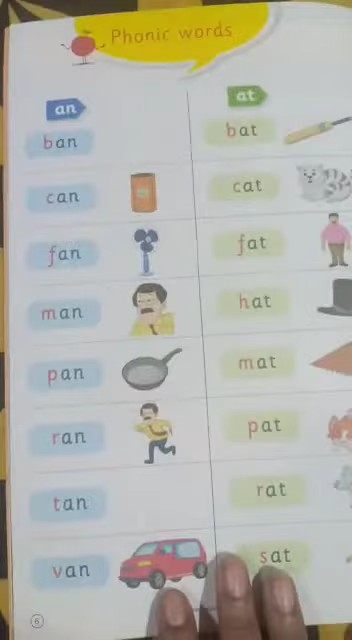 Phonic words
an
ban
can
fan
man
pan
ran
tan
van
at
bat
cat
fat
hat
mat
pat
rat
sat
6